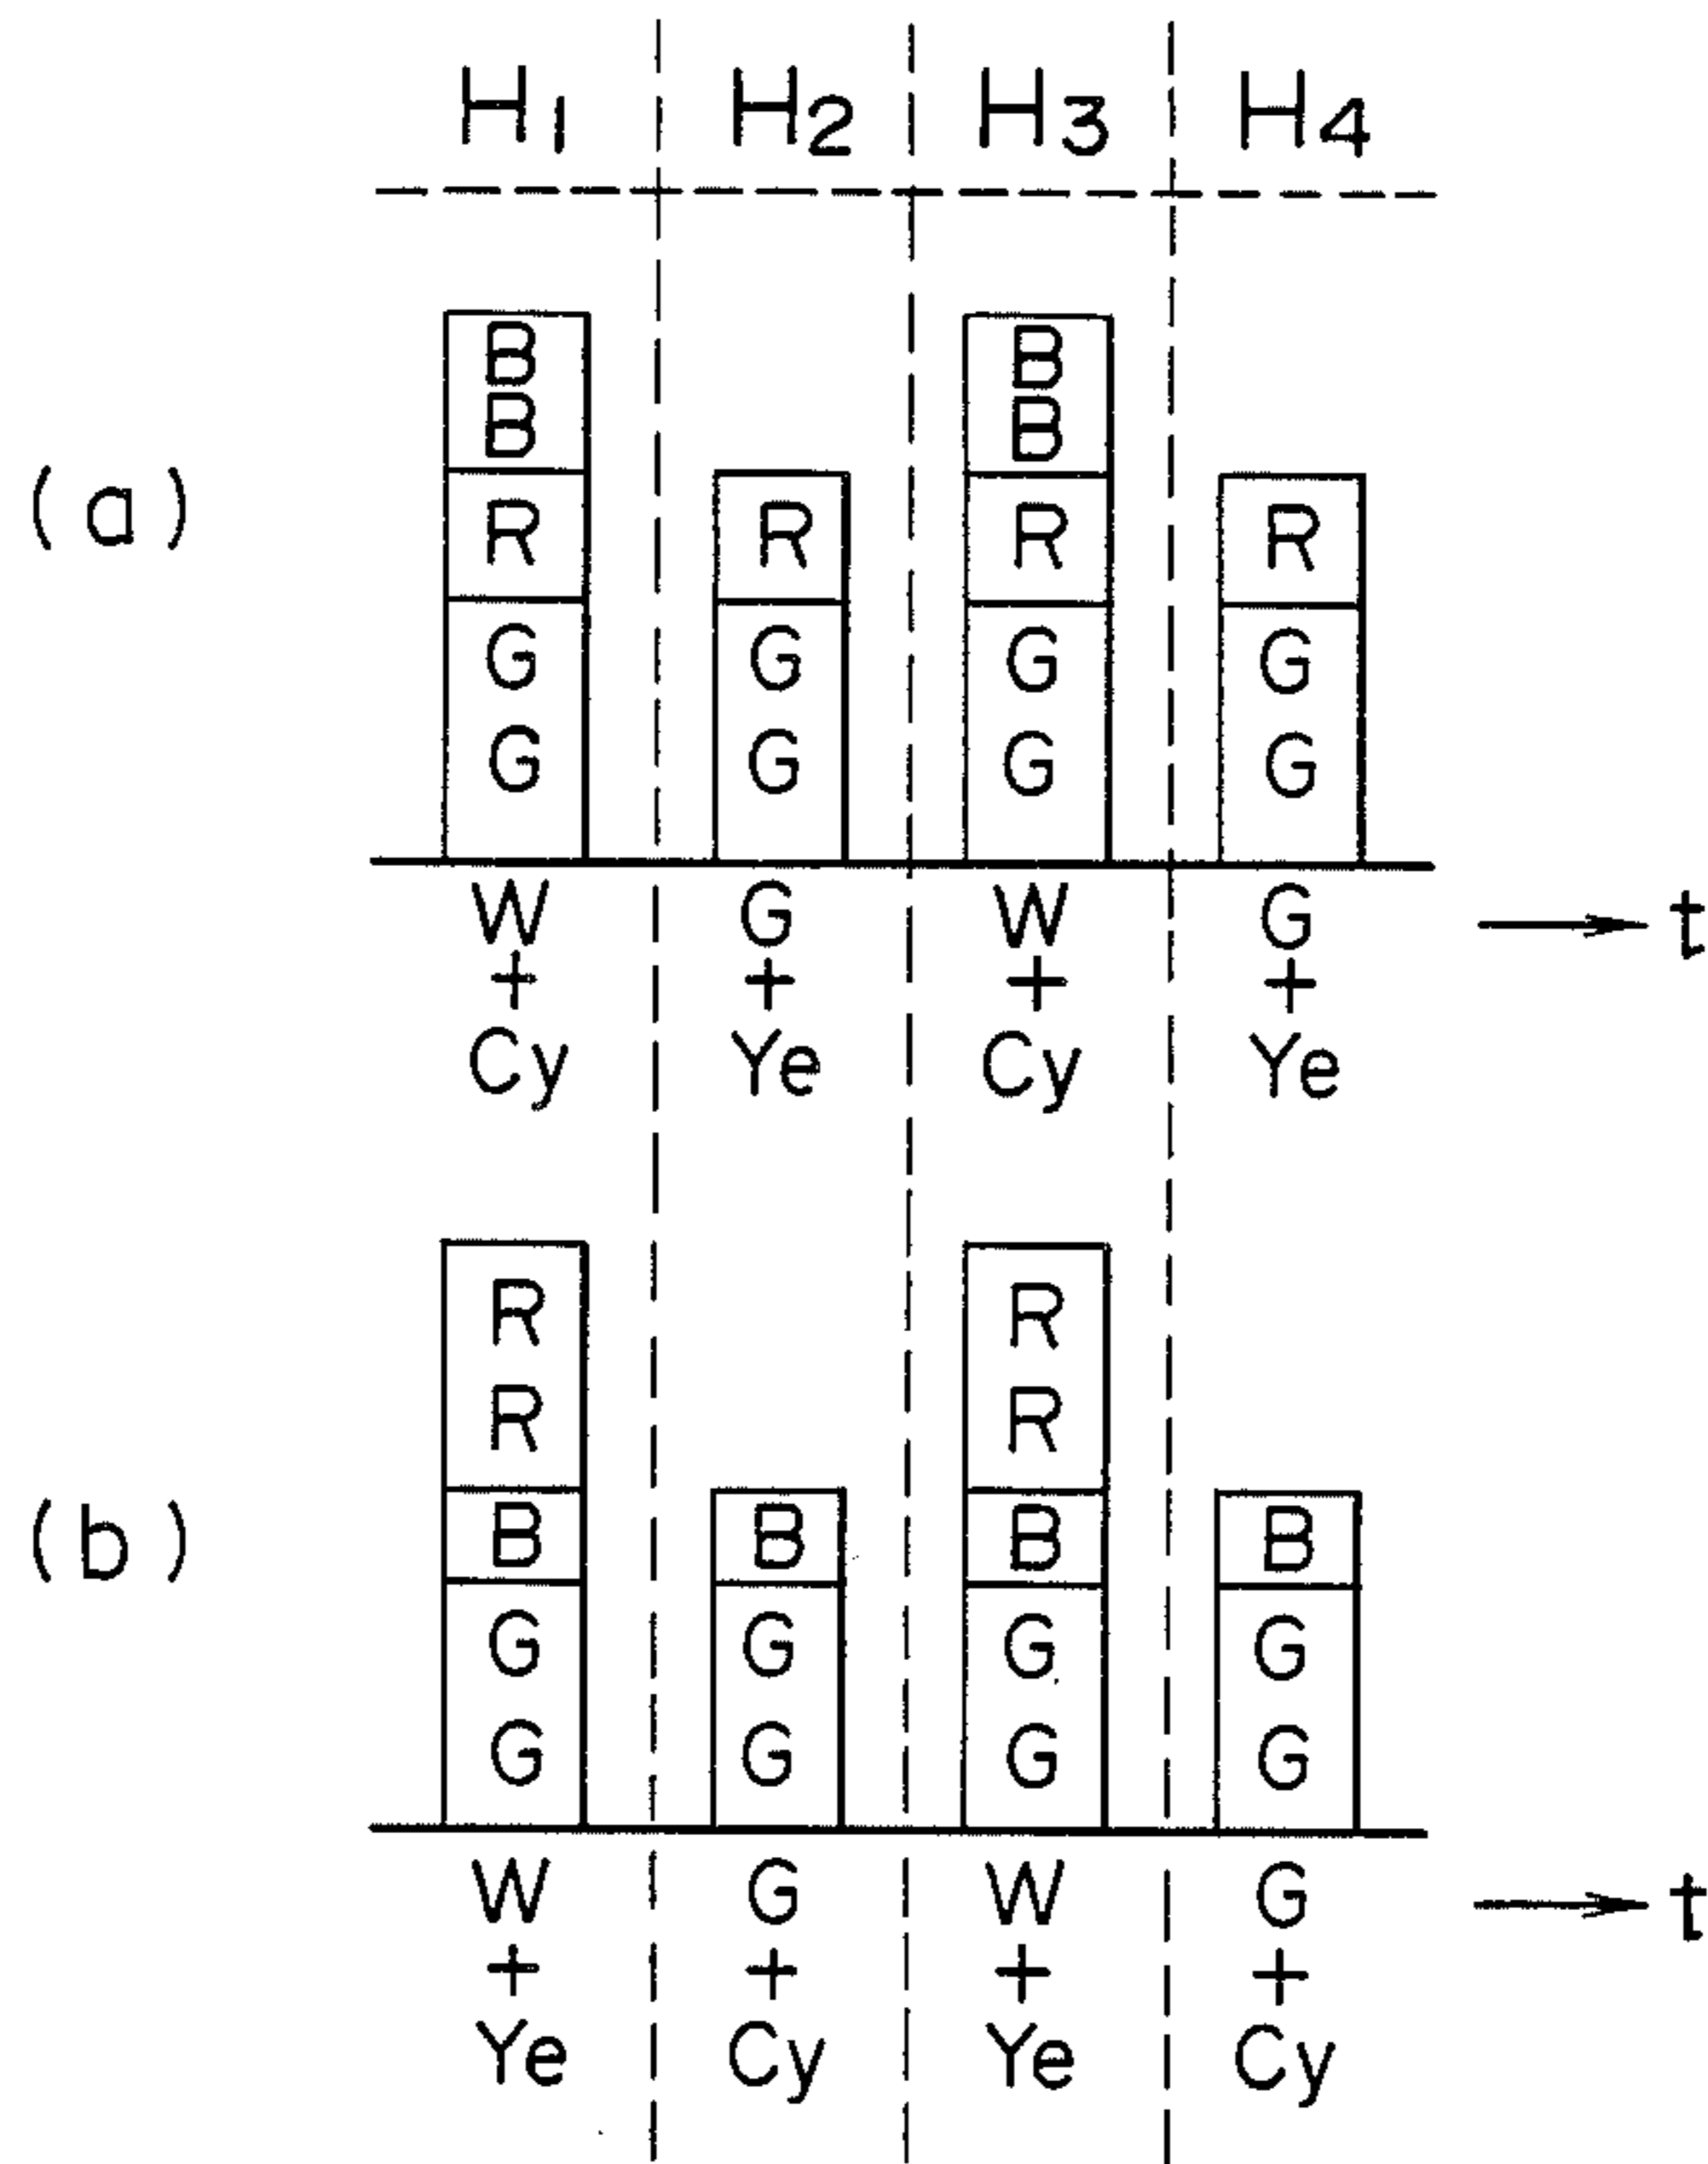 H1 H2 H3 H4
B B
B B
(a) R R R R
G G G G
G G G G
W G W G
+ + + + t
Cy Ye Cy Ye
R R
R R
(b) B B B B
G G G G
G G G G
W G W G
+ + + + t
Ye Cy Ye Cy